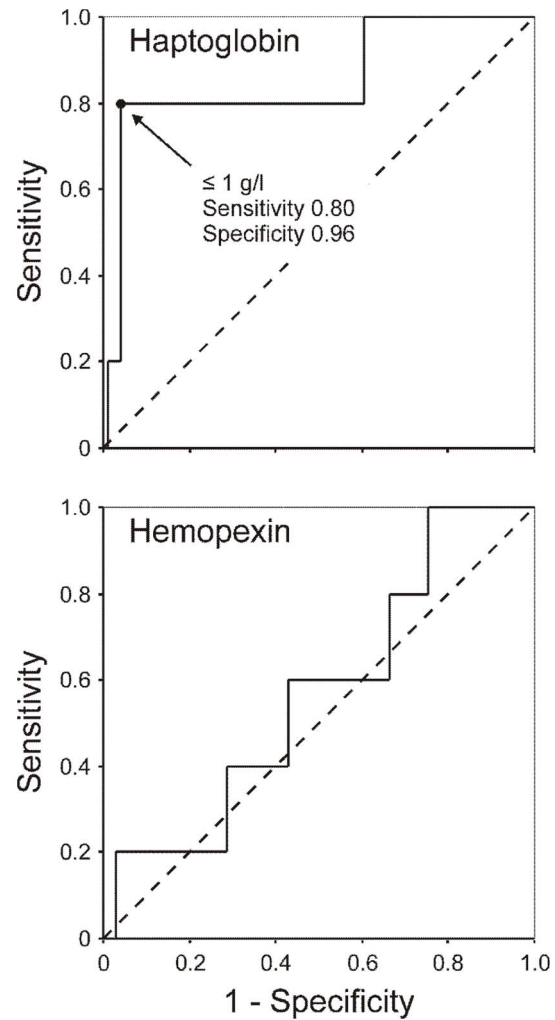 1.0
Haptoglobin
0.8
≤ 1 g/l
0.6
Sensitivity 0.80
Specificity 0.96
Sensitivity
0.4
0.2
0
1.0
Hemopexin
0.8
0.6
Sensitivity
0.4
0.2
0
0 0.2 0.4 0.6 0.8 1.0
1 - Specificity